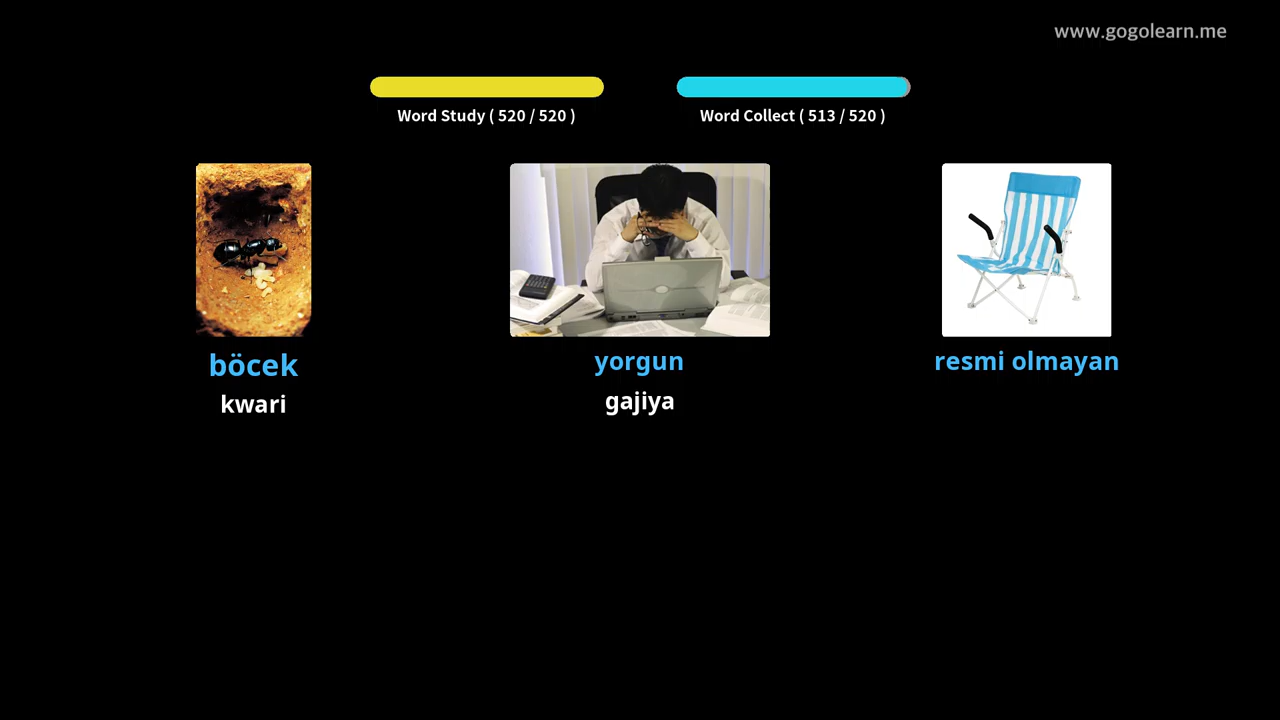 www.gogolearn.me
Word Study ( 520 / 520 )
Word Collect ( 513 / 520 )
böcek
kwari
yorgun
gajiya
resmi olmayan